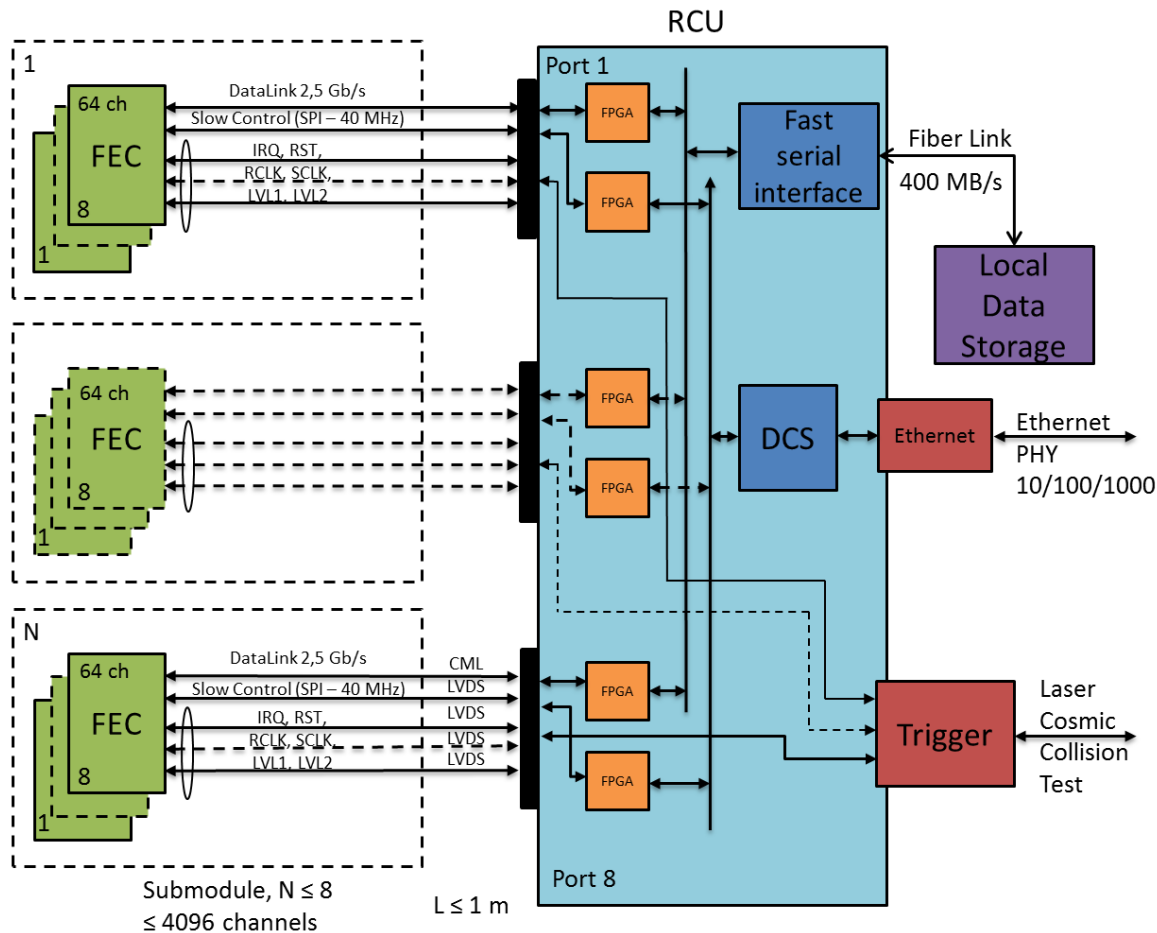 RCU
1
64 ch
FEC
8
1
DataLink 2,5 Gb/s
Slow Control (SPI – 40 MHz)
IRQ, RST,
RCLK, SCLK,
LVL1, LVL2
Port 1
FPGA
FPGA
Fast
serial
interface
Fiber Link
400 MB/s
Local
Data
Storage
64 ch
FEC
8
1
FPGA
FPGA
DCS
Ethernet
Ethernet
PHY
10/100/1000
N
64 ch
FEC
8
1
DataLink 2,5 Gb/s
CML
Slow Control (SPI – 40 MHz)
LVDS
IRQ, RST,
LVDS
RCLK, SCLK,
LVDS
LVL1, LVL2
LVDS
FPGA
FPGA
Trigger
Laser
Cosmic
Collision
Test
Port 8
Submodule, N ≤ 8
≤ 4096 channels
L ≤ 1 m